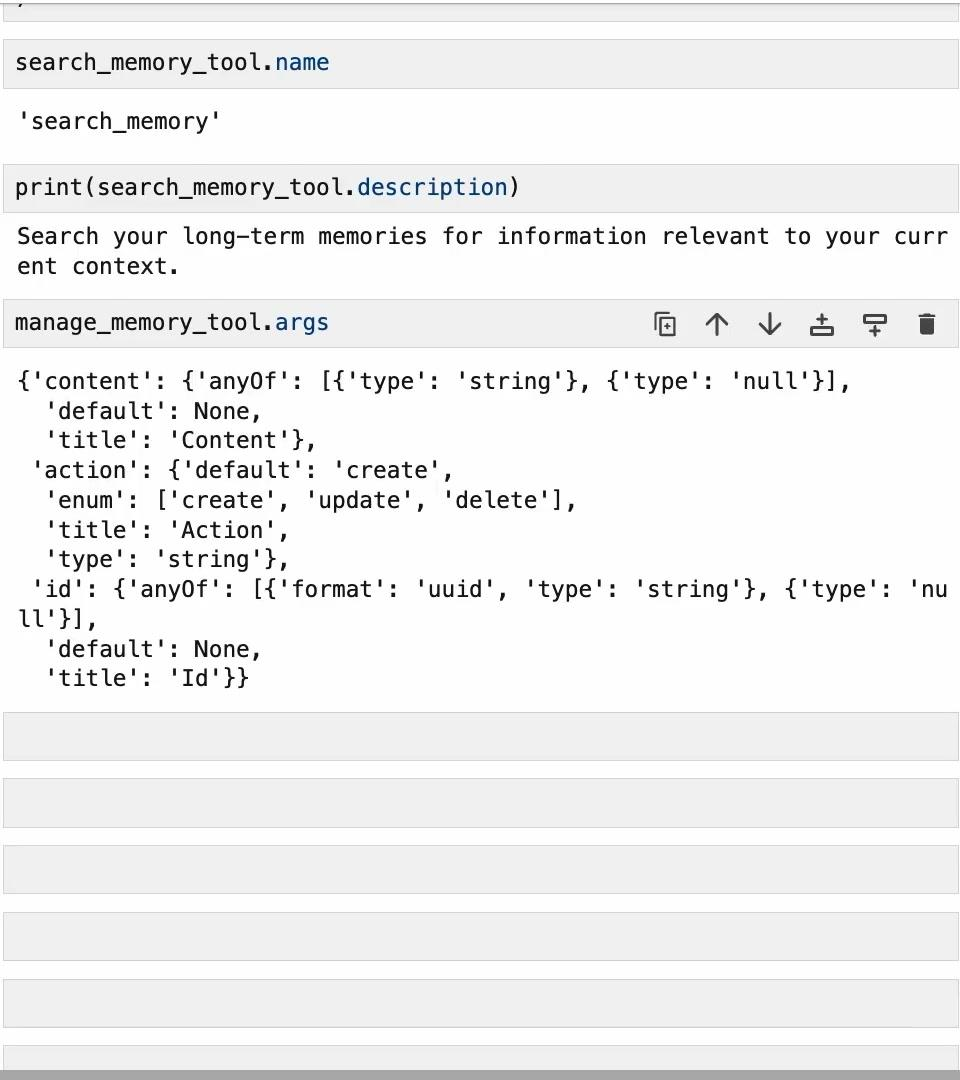 search_memory_tool.name
'search_memory'
print(search_memory_tool.description)
Search your long-term memories for information relevant to your curr
ent context.
manage_memory_tool.args
{'content': {'anyOf': [{'type': 'string'}, {'type': 'null'}],
  'default': None,
  'title': 'Content'},
 'action': {'default': 'create',
  'enum': ['create', 'update', 'delete'],
  'title': 'Action',
  'type': 'string'},
 'id': {'anyOf': [{'format': 'uuid', 'type': 'string'}, {'type': 'nu
ll'}],
  'default': None,
  'title': 'Id'}}